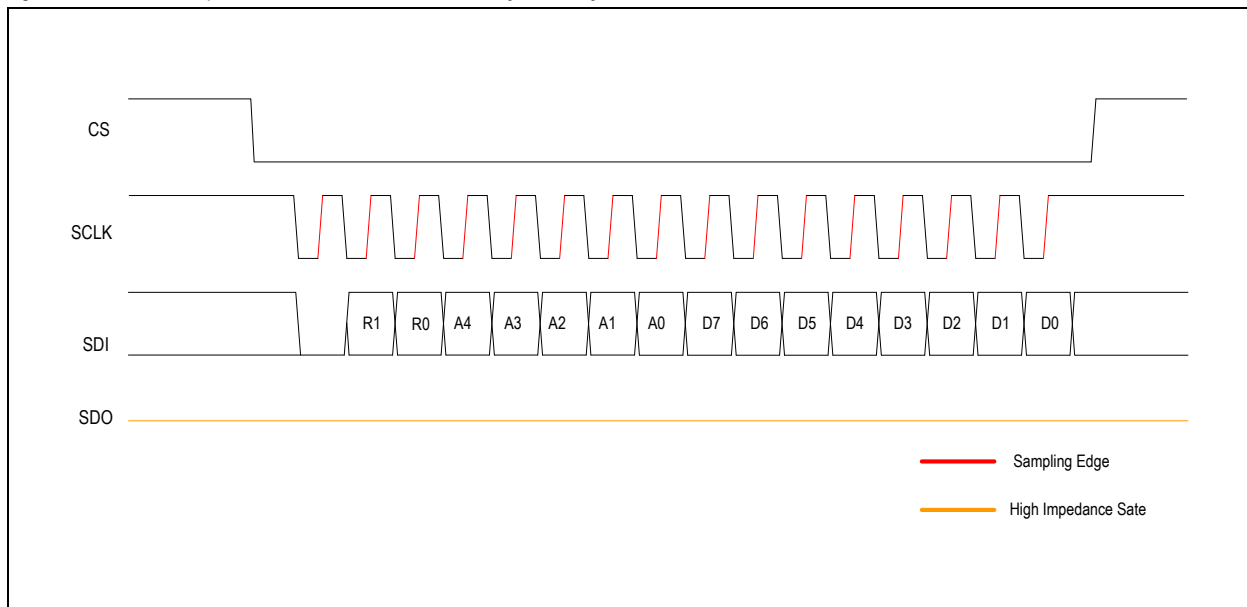 CS
SCLK
SDI
R1 R0 A4 A3 A2 A1 A0 D7 D6 D5 D4 D3 D2 D1 D0
SDO
Sampling Edge
High Impedance Sate